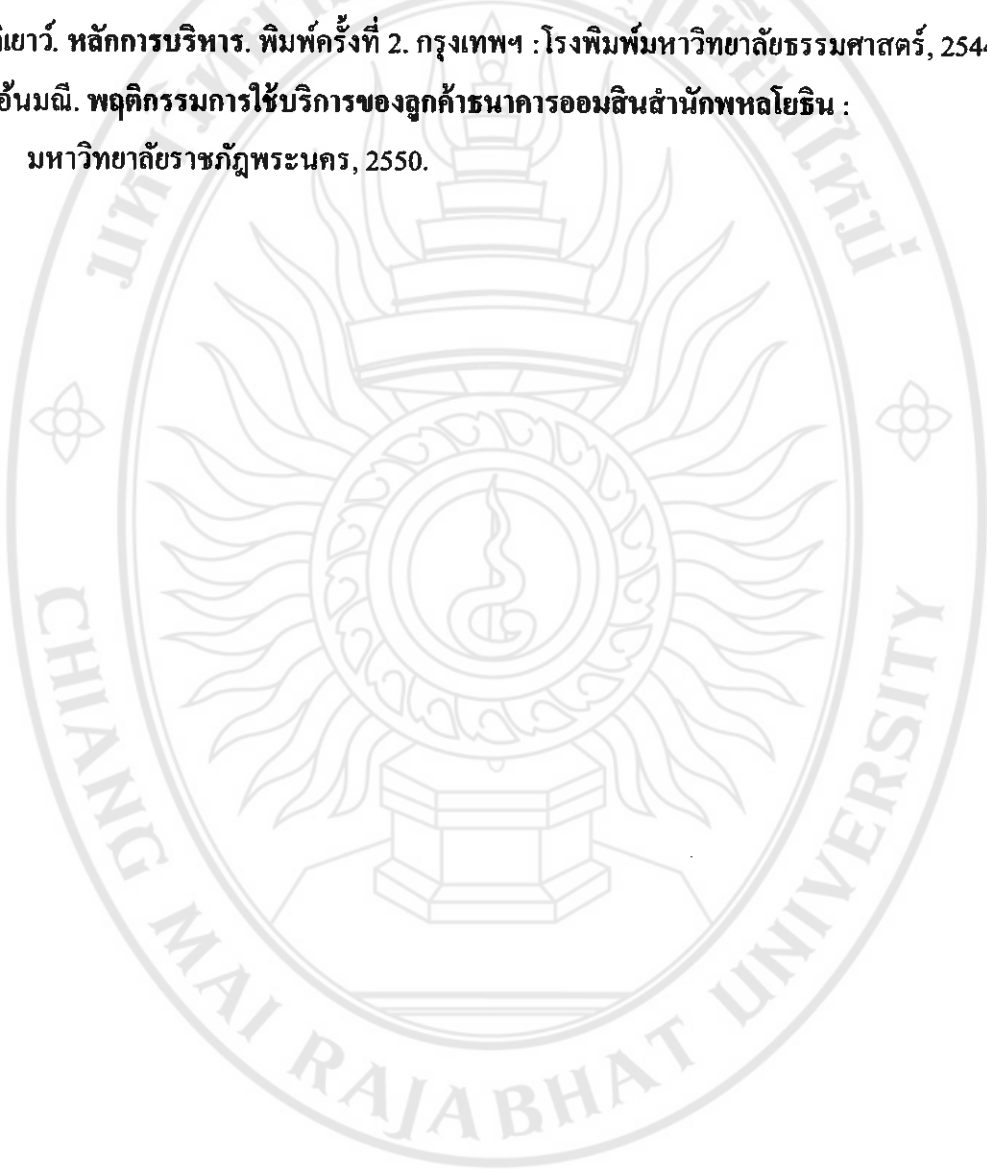 ดิเยาว์. หลักการบริหาร. พิมพ์ครั้งที่ 2. กรุงเทพฯ :โรงพิมพ์มหาวิทยาลัยธรรมศาสตร์, 2544
อ้นมณี. พฤติกรรมการใช้บริการของลูกค้าธนาคารออมสินสำนักพหลโยธิน :
มหาวิทยาลัยราชภัฎพระนคร, 2550.
CHIANG MAI RAJABHAT UNIVERSITY